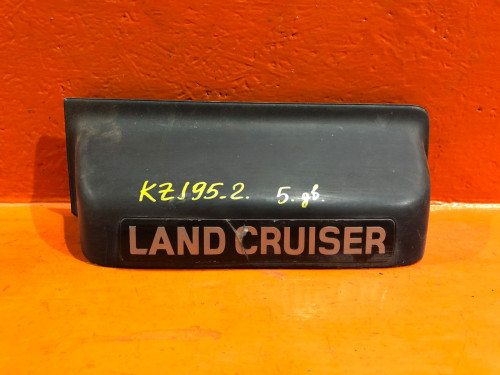 KZJ95-2. 5.дв.
LAND CRUISER